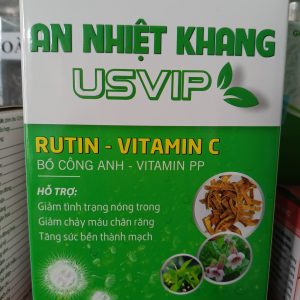 AN NHIỆT KHANG
USVIP
RUTIN - VITAMIN C
BỒ CÔNG ANH - VITAMIN PP
HỖ TRỢ:
Giảm tình trạng nóng trong
Giảm chảy máu chân răng
Tăng sức bền thành mạch